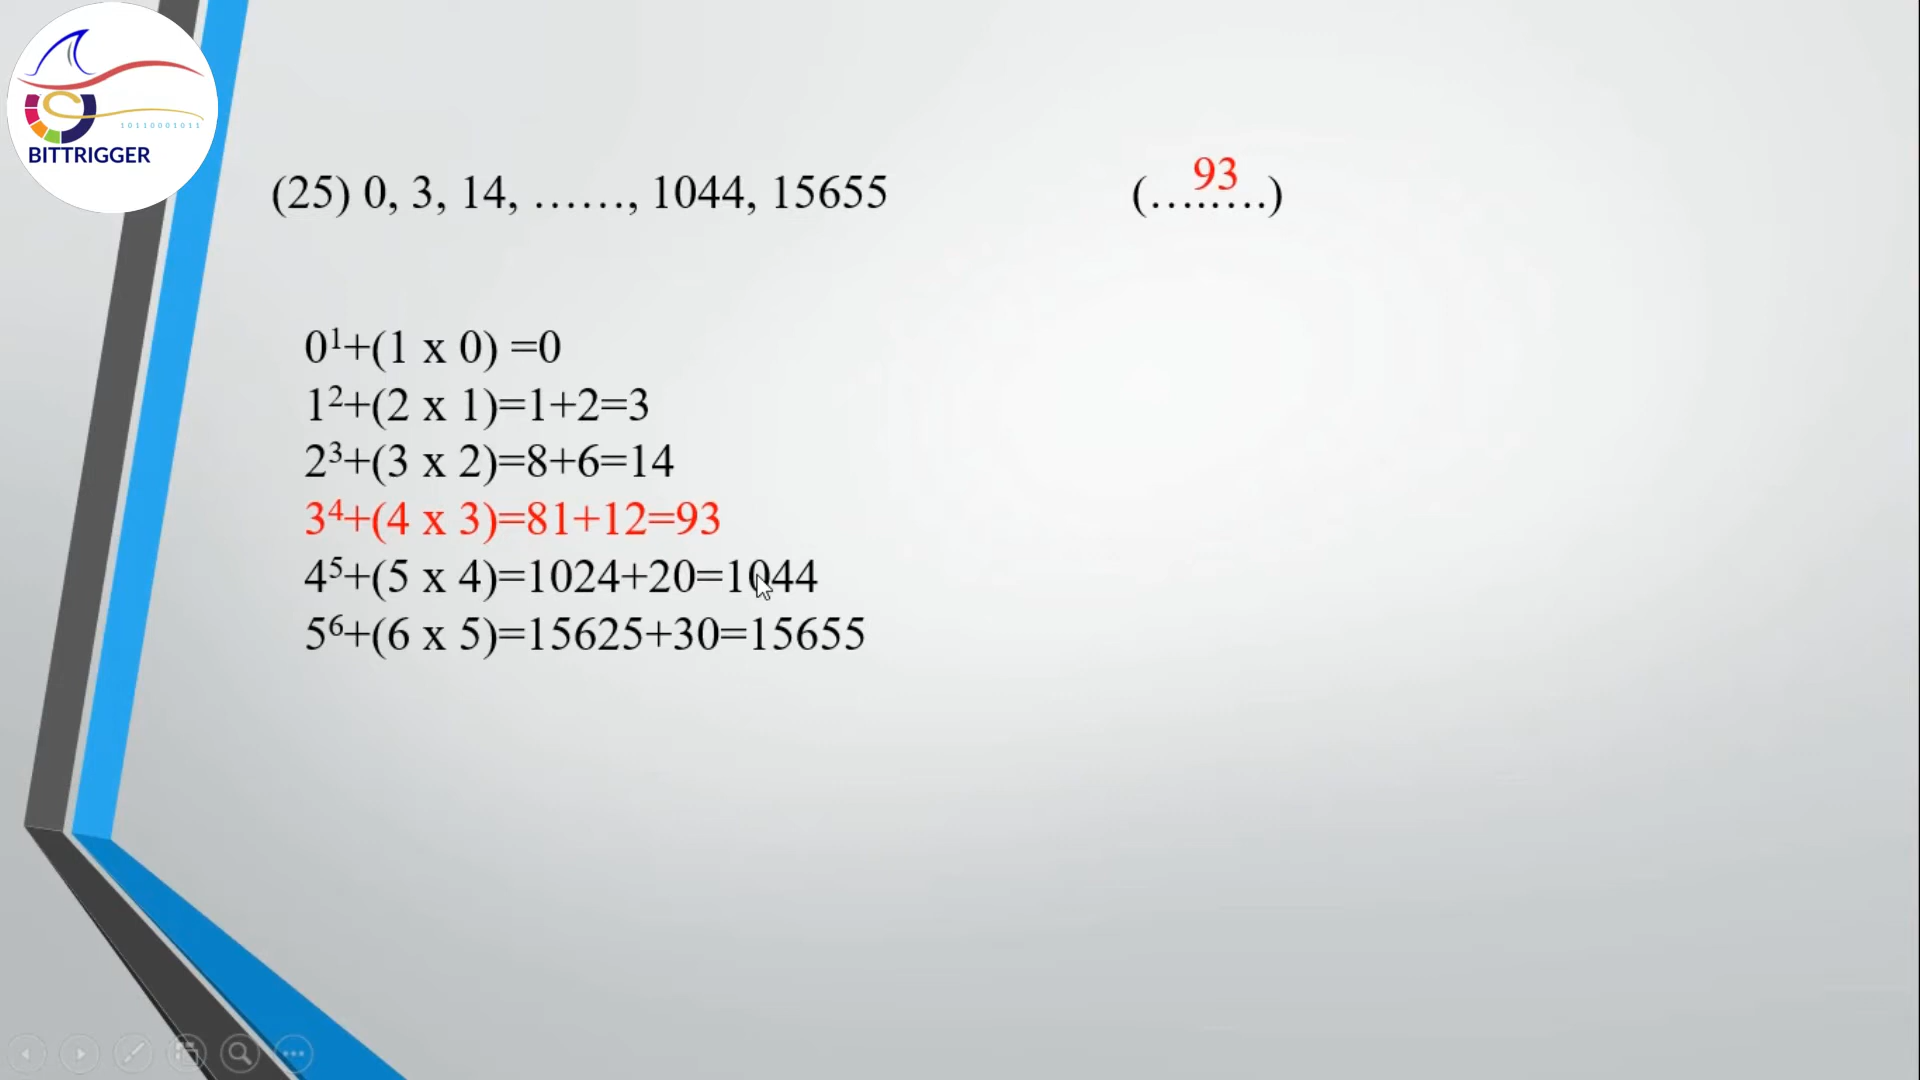 10110001011
BITTRIGGER
(25) 0, 3, 14, ……, 1044, 15655 (……….)
93
0¹+(1 x 0) =0
1²+(2 x 1)=1+2=3
2³+(3 x 2)=8+6=14
3⁴+(4 x 3)=81+12=93
4⁵+(5 x 4)=1024+20=1044
5⁶+(6 x 5)=15625+30=15655